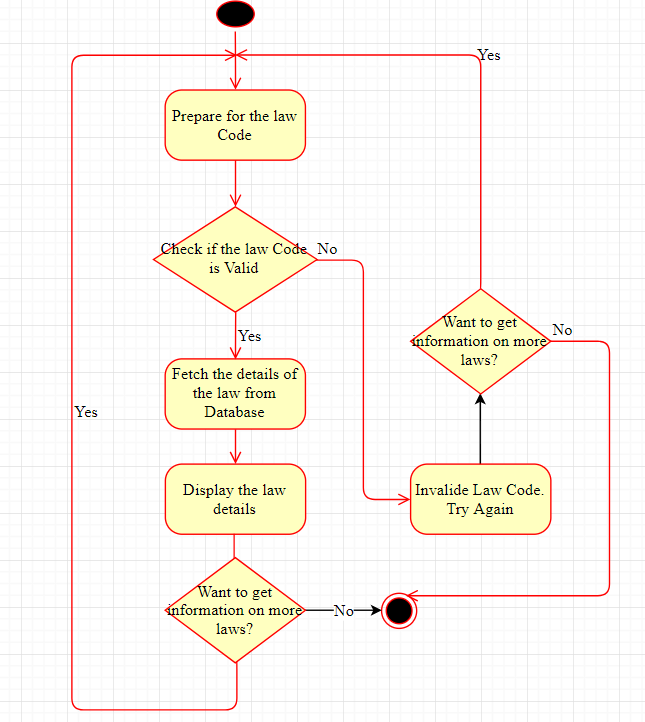 Yes
Prepare for the law
Code
Check if the law Code
is Valid
No
Yes
Want to get
information on more
laws?
No
Fetch the details of
the law from
Database
Yes
Display the law
details
Invalide Law Code.
Try Again
Want to get
information on more
laws?
No